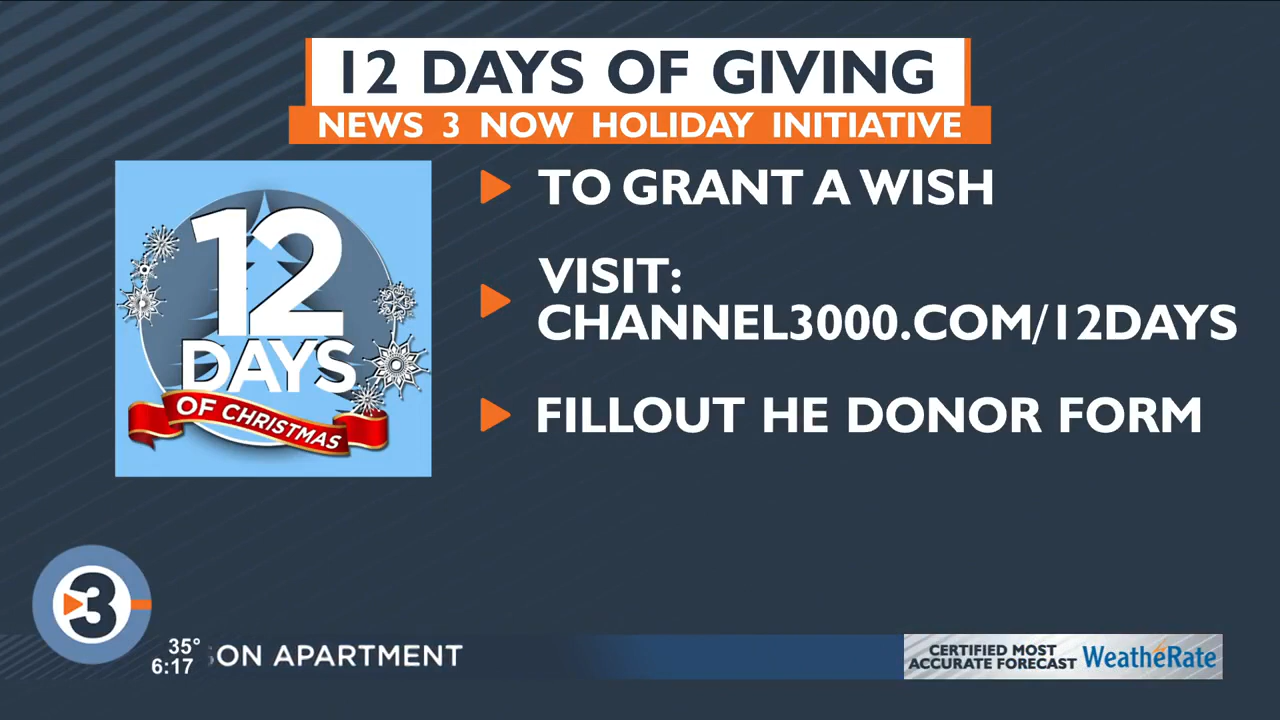 12 DAYS OF GIVING
NEWS 3 NOW HOLIDAY INITIATIVE
12
DAYS
OF CHRISTMAS
TO GRANT A WISH
VISIT:
CHANNEL3000.COM/12DAYS
FILLOUT HE DONOR FORM
3
35°
6:17
SON APARTMENT
CERTIFIED MOST
ACCURATE FORECAST
WeatheRate